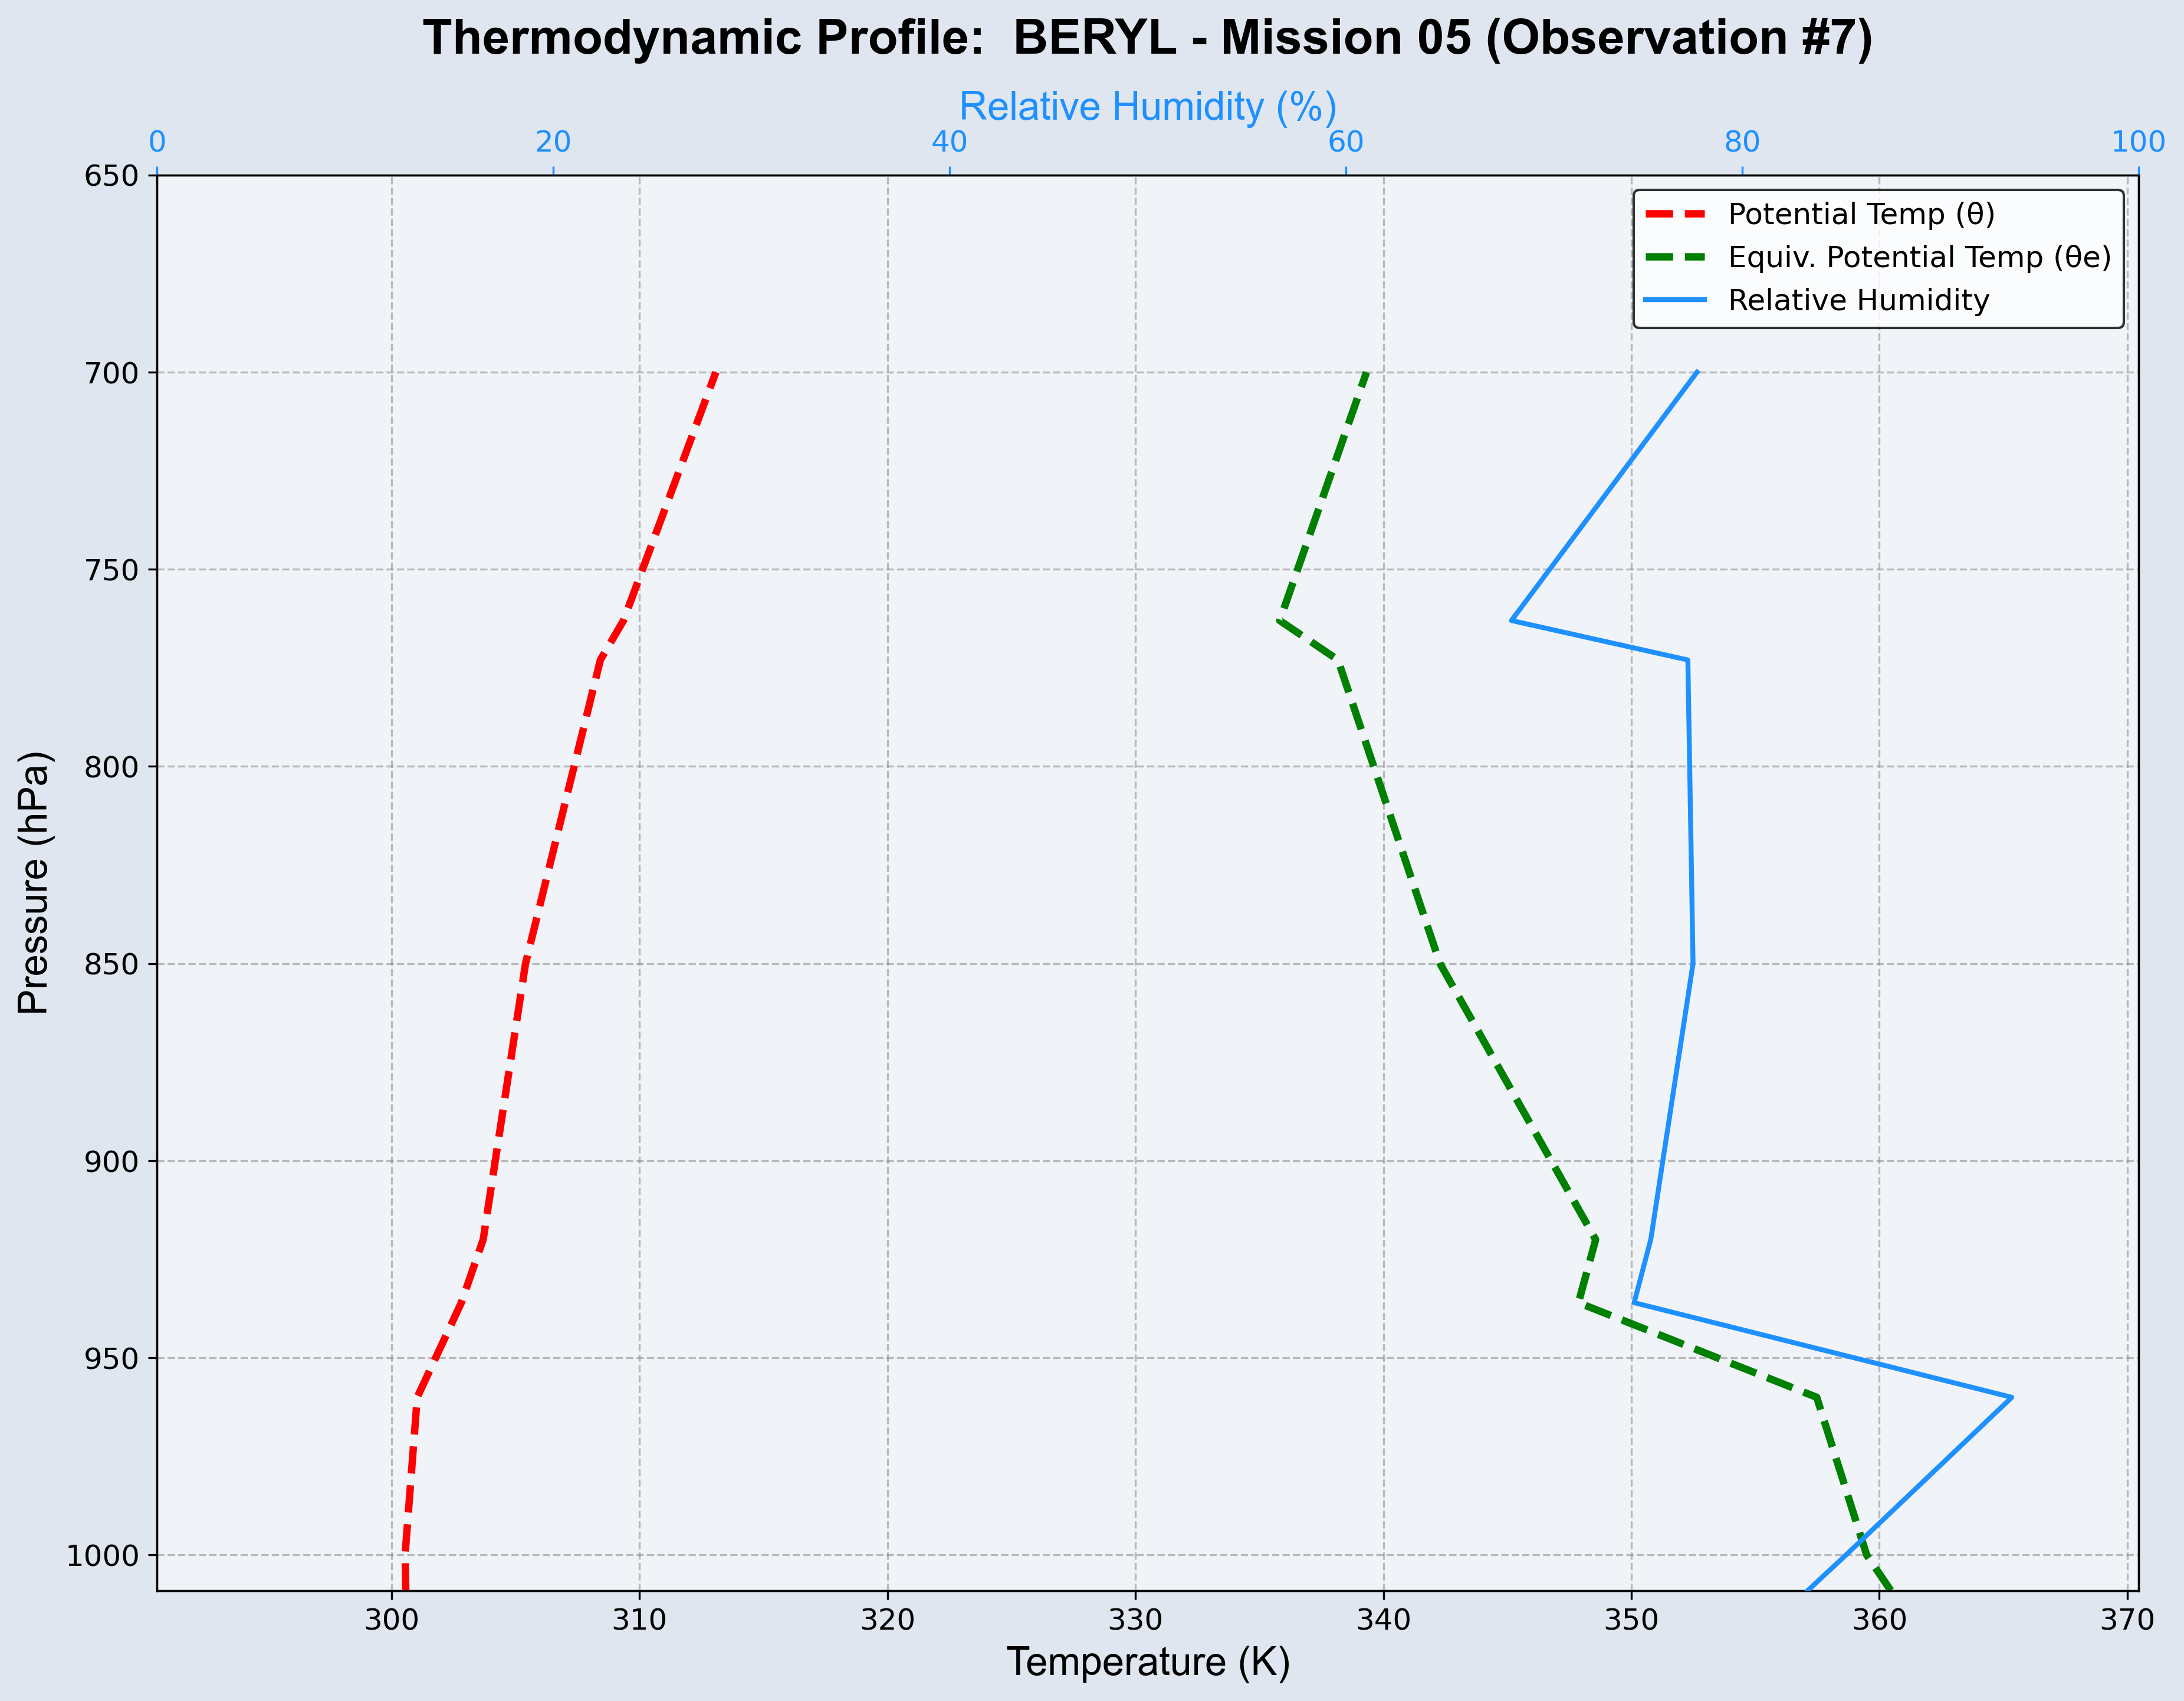 Thermodynamic Profile:  BERYL - Mission 05 (Observation #7)
Relative Humidity (%)
0 20 40 60 80 100
Potential Temp (θ)
Equiv. Potential Temp (θe)
Relative Humidity
Pressure (hPa)
650
700
750
800
850
900
950
1000
300 310 320 330 340 350 360 370
Temperature (K)